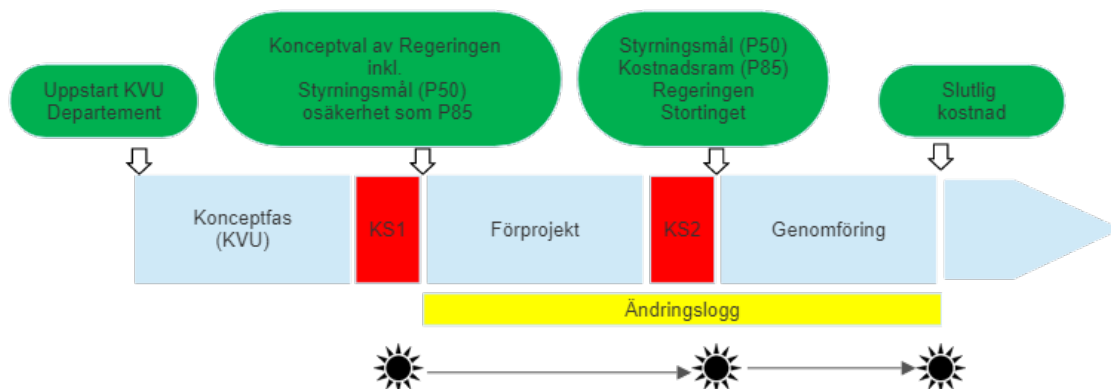 Uppstart KVU
Departement
Konceptval av Regeringen
inkl.
Styrningsmål (P50)
osäkerhet som P85
Styrningsmål (P50)
Kostnadsram (P85)
Regeringen
Stortinget
Slutlig
kostnad
Konceptfas
(KVU)
KS1
Förprojekt
KS2
Genomföring
Ändringslogg